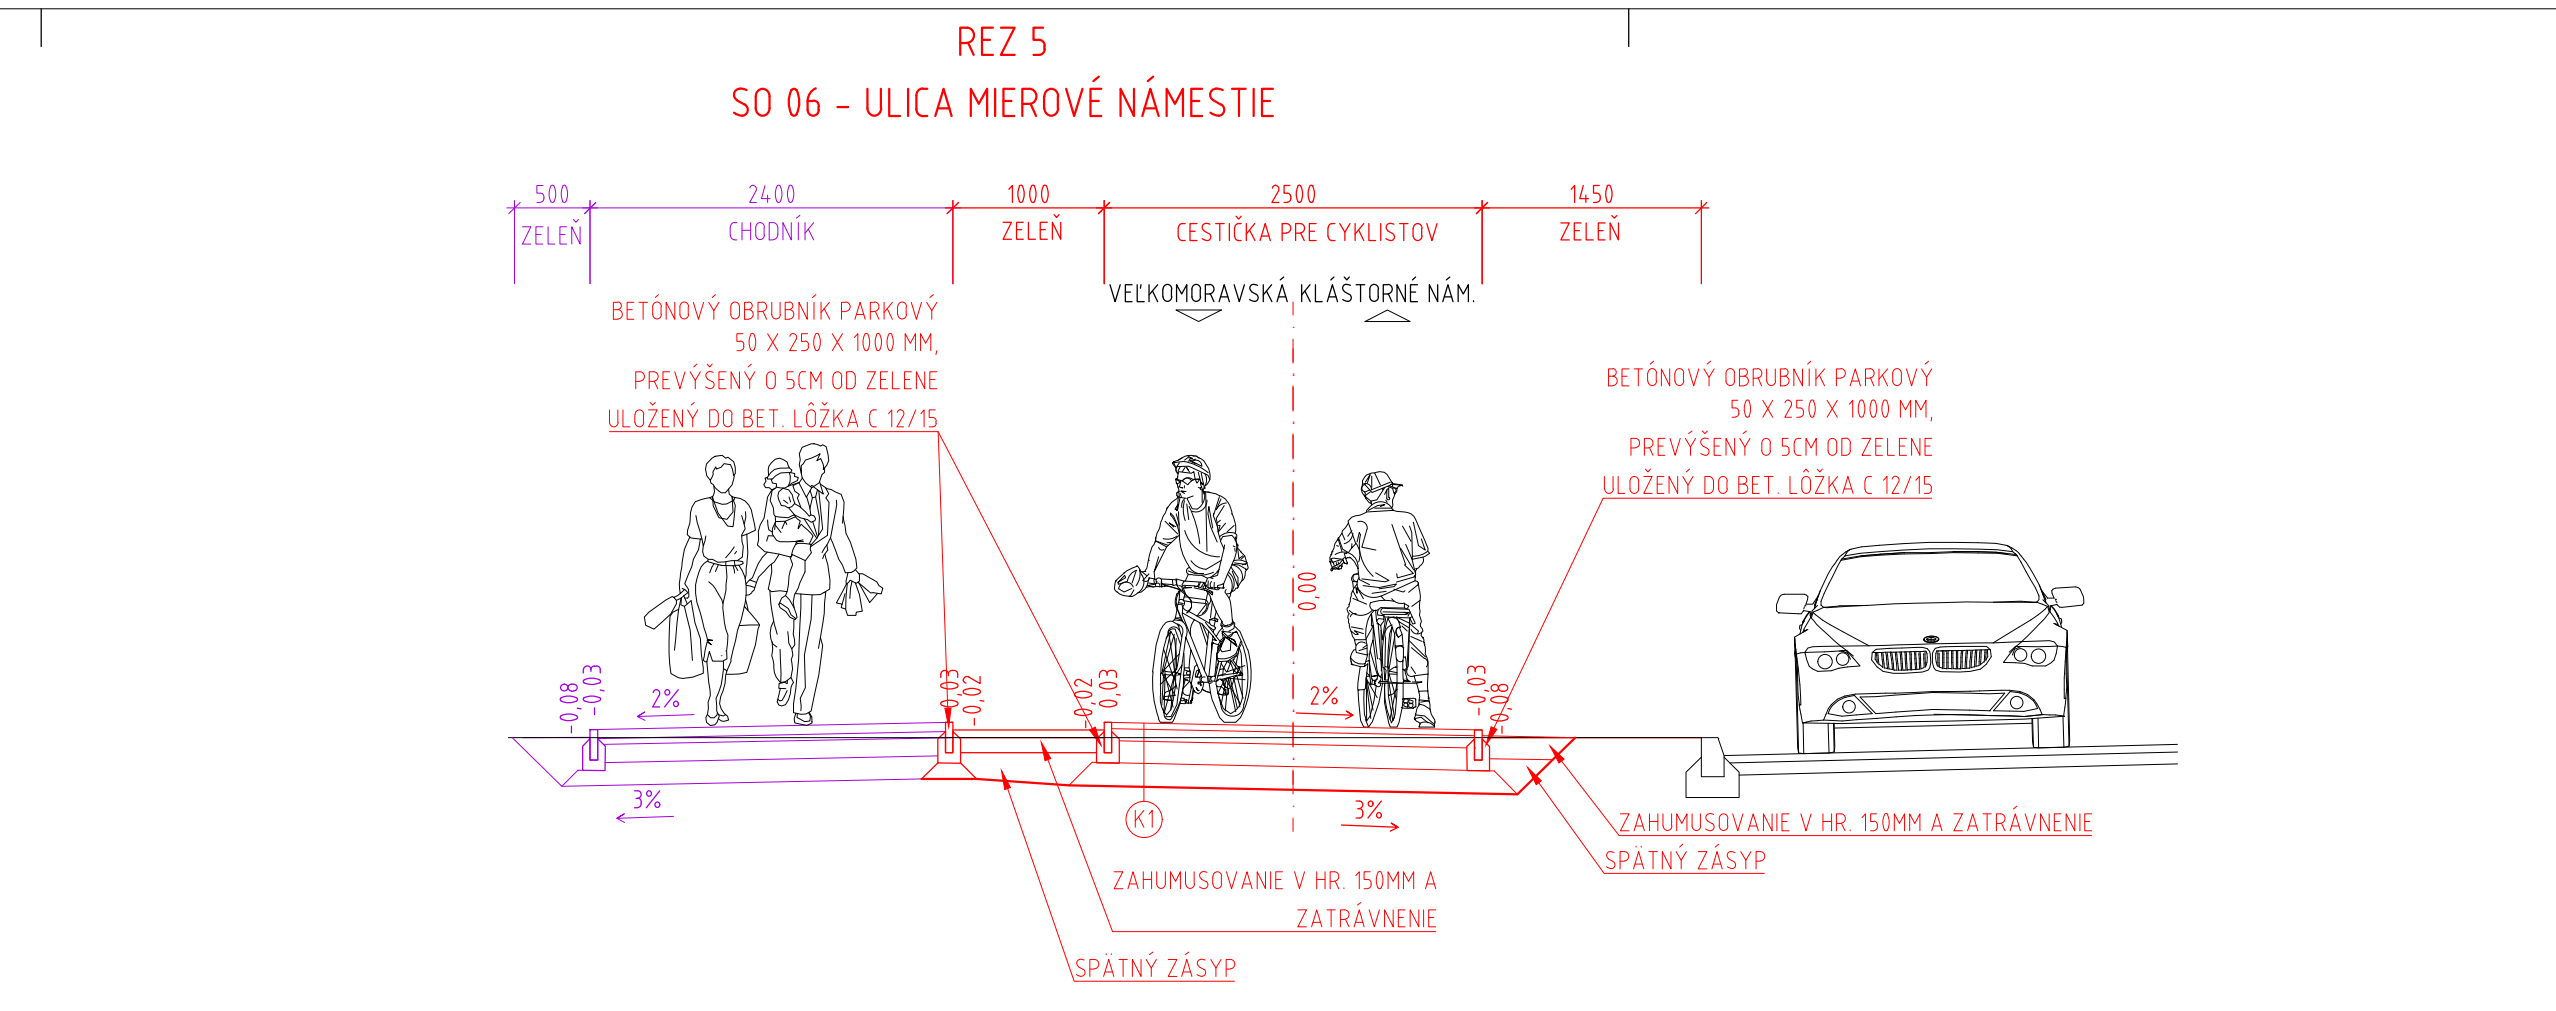 REZ 5
SO 06 - ULICA MIEROVÉ NÁMESTIE
500 2400 1000 2500 1450
ZELEŇ CHODNÍK ZELEŇ CESTIČKA PRE CYKLISTOV ZELEŇ
VEĽKOMORAVSKÁ KLÁŠTORNÉ NÁM.
BETÓNOVÝ OBRUBNÍK PARKOVÝ
50 X 250 X 1000 MM,
PREVÝŠENÝ O 5CM OD ZELENE
ULOŽENÝ DO BET. LÔŽKA C 12/15
BETÓNOVÝ OBRUBNÍK PARKOVÝ
50 X 250 X 1000 MM,
PREVÝŠENÝ O 5CM OD ZELENE
ULOŽENÝ DO BET. LÔŽKA C 12/15
0,00
-0,08
-0,03
2%
0,03
-0,02
-0,02
0,03
2%
-0,03
-0,08
3%
K1
3%
ZAHUMUSOVANIE V HR. 150MM A ZATRÁVNENIE
SPÄTNÝ ZÁSYP
ZAHUMUSOVANIE V HR. 150MM A
ZATRÁVNENIE
SPÄTNÝ ZÁSYP